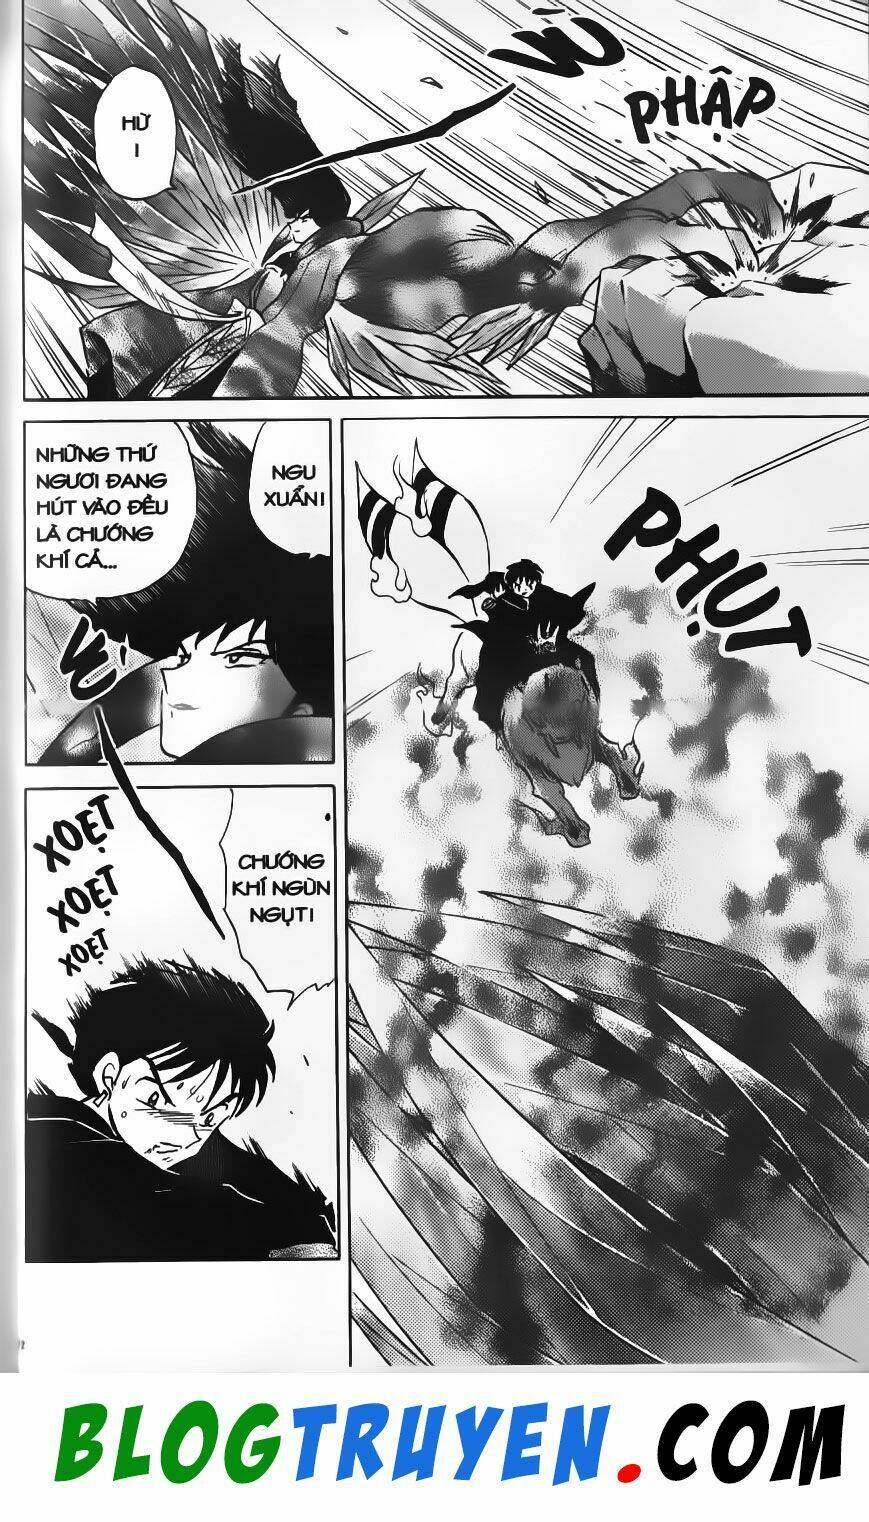 VÚ
PHẬP
HỪ
!
NGU
XUẨN!
NHỮNG THỨ
NGƯƠI ĐANG
HÚT VÀO ĐỀU
LÀ CHƯỚNG
KHÍ CẢ...
PHỤT
XOẸT
XOẸT
XOẸT
CHƯỚNG
KHÍ NGÙN
NGỤT!
BLOGTRUYEN.COM